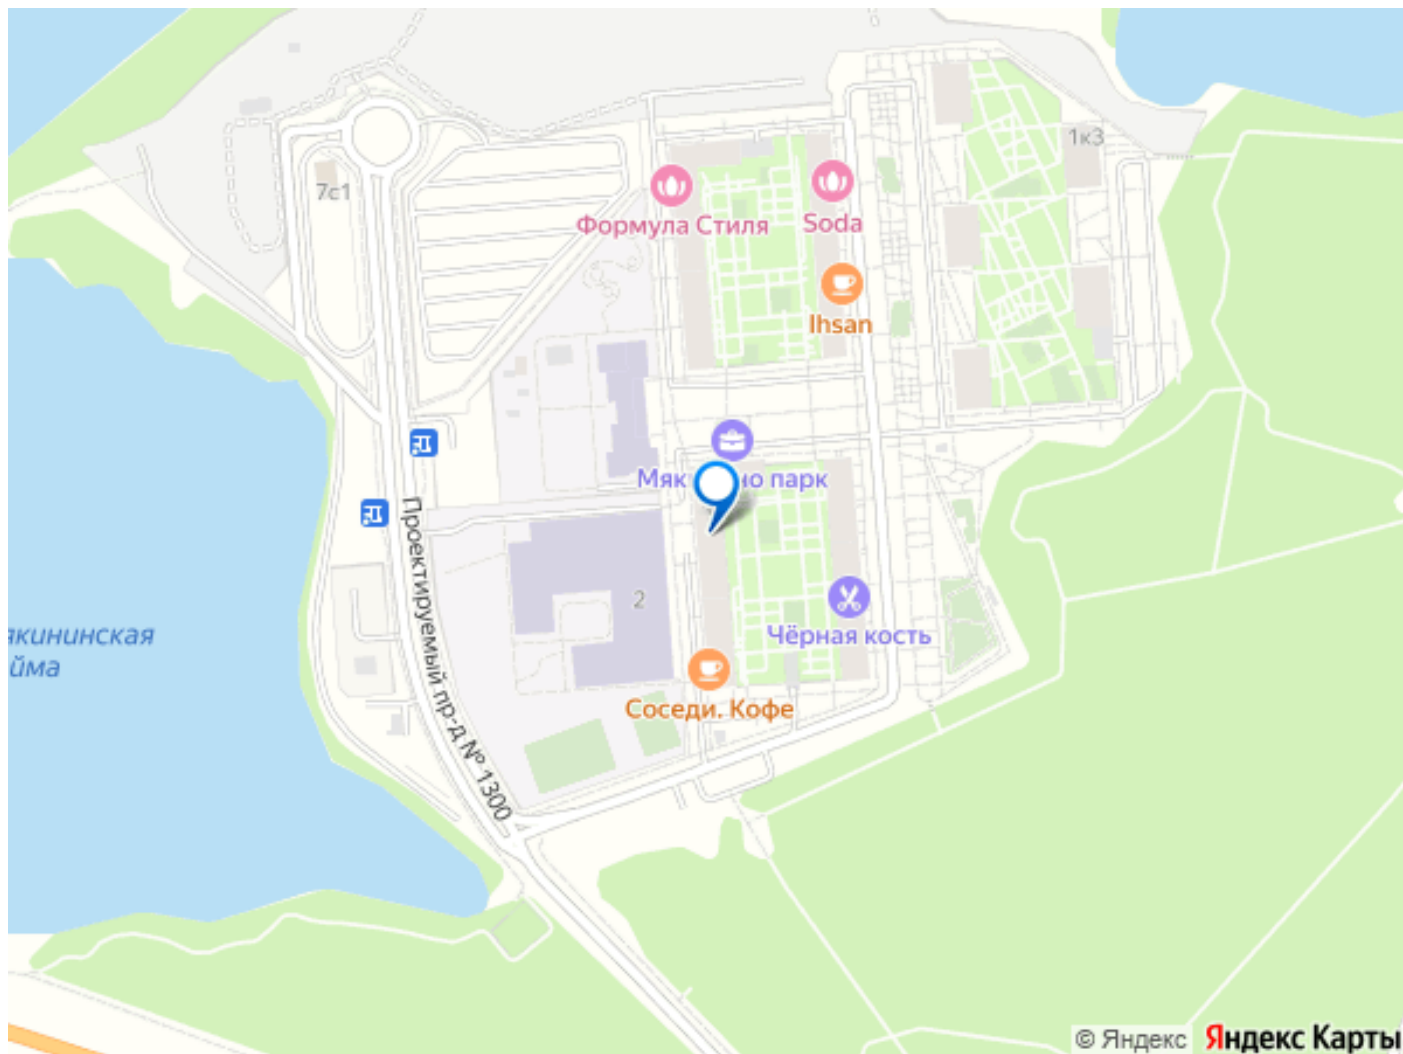 1к3
7с1
Формула Стиля
Soda
Ihsan
парк
Проектируемый пр-д № 1300
2
Чёрная кость
Соседи. Кофе
© Яндекс
Яндекс Карты